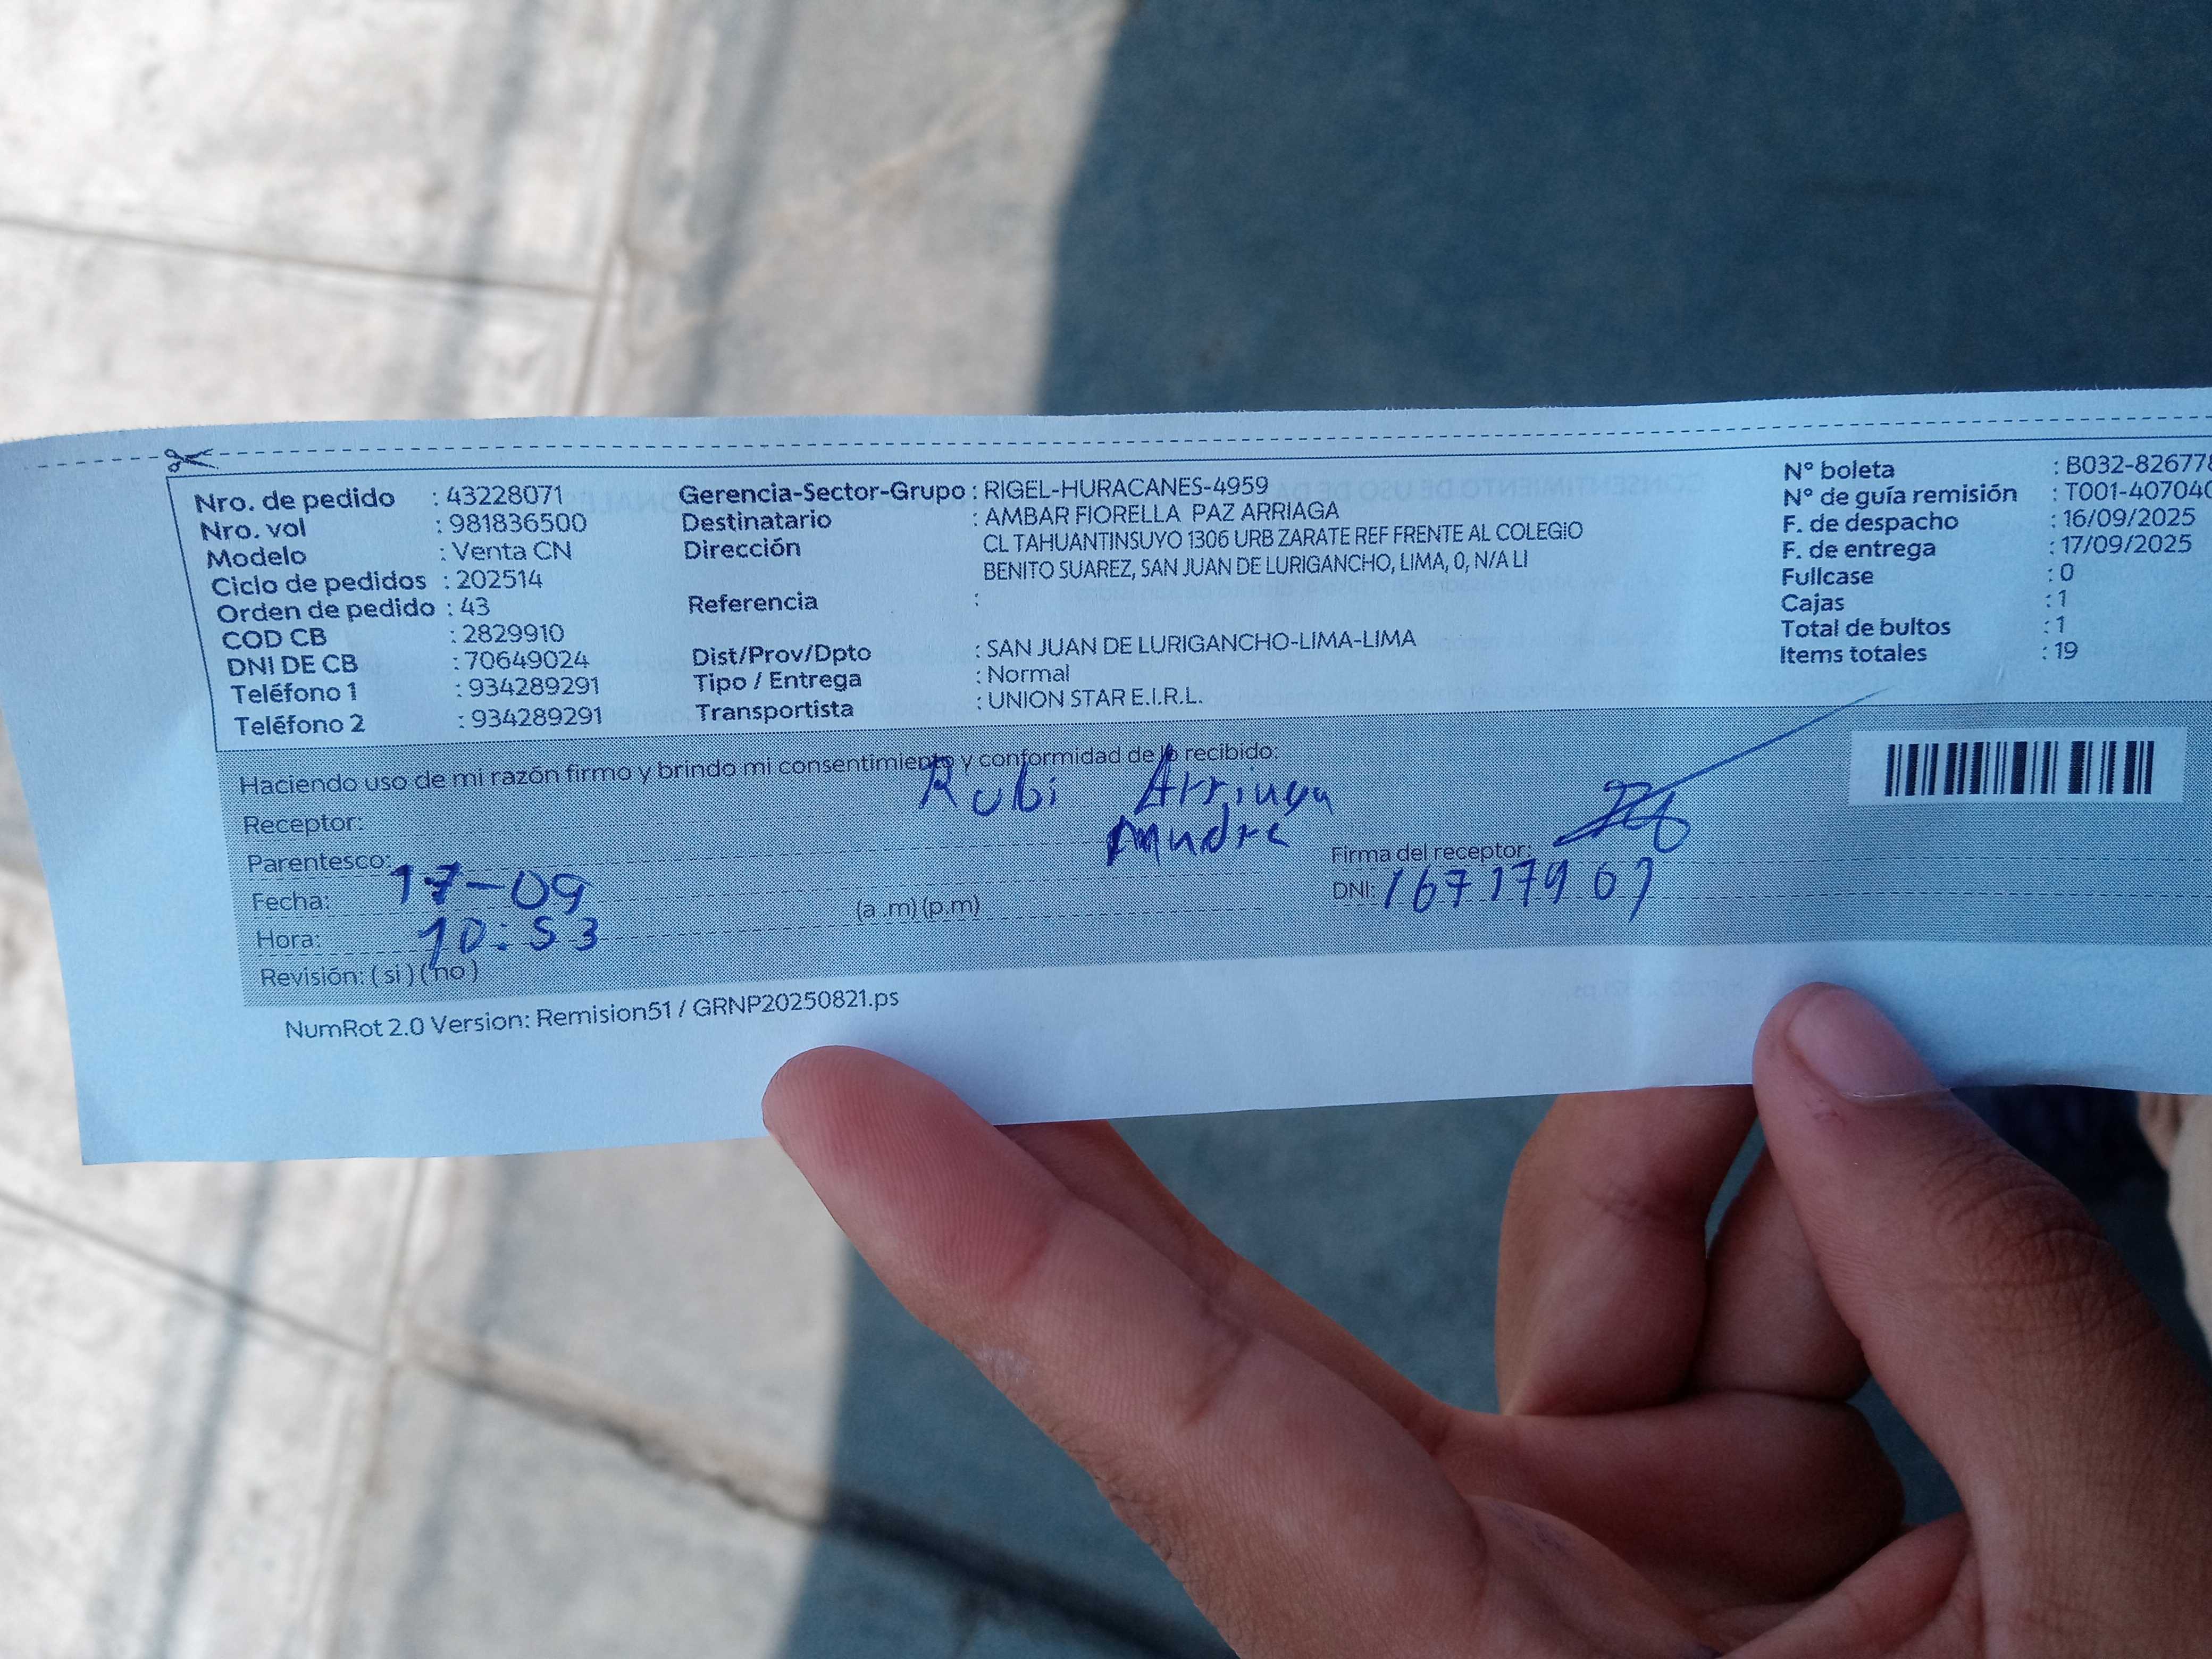 Nro. de pedido : 43228071
Nro. vol : 981836500
Modelo : Venta CN
Ciclo de pedidos : 202514
Orden de pedido : 43
COD CB : 2829910
DNI DE CB : 70649024
Teléfono 1 : 934289291
Teléfono 2 : 934289291
Gerencia-Sector-Grupo : RIGEL-HURACANES-4959
Destinatario : AMBAR FIORELLA PAZ ARRIAGA
Dirección CL TAHUANTINSUYO 1306 URB ZARATE REF FRENTE AL COLEGIO
BENITO SUAREZ, SAN JUAN DE LURIGANCHO, LIMA, 0, N/A LI
Referencia :
Dist/Prov/Dpto : SAN JUAN DE LURIGANCHO-LIMA-LIMA
Tipo / Entrega : Normal
Transportista : UNION STAR E.I.R.L.
N° boleta : B032-82677
N° de guía remisión : T001-40704
F. de despacho : 16/09/2025
F. de entrega : 17/09/2025
Fullcase : 0
Cajas : 1
Total de bultos : 1
Items totales : 19
Haciendo uso de mi razón firmo y brindo mi consentimiento y conformidad de lo recibido:
Receptor: Rubi Arriaga
Parentesco: Madre
Firma del receptor:
Fecha: 17-09
DNI:
Hora: 10:53 (a .m) (p.m)
Revisión: ( si ) ( no )
NumRot 2.0 Version: Remision51 / GRNP20250821.ps